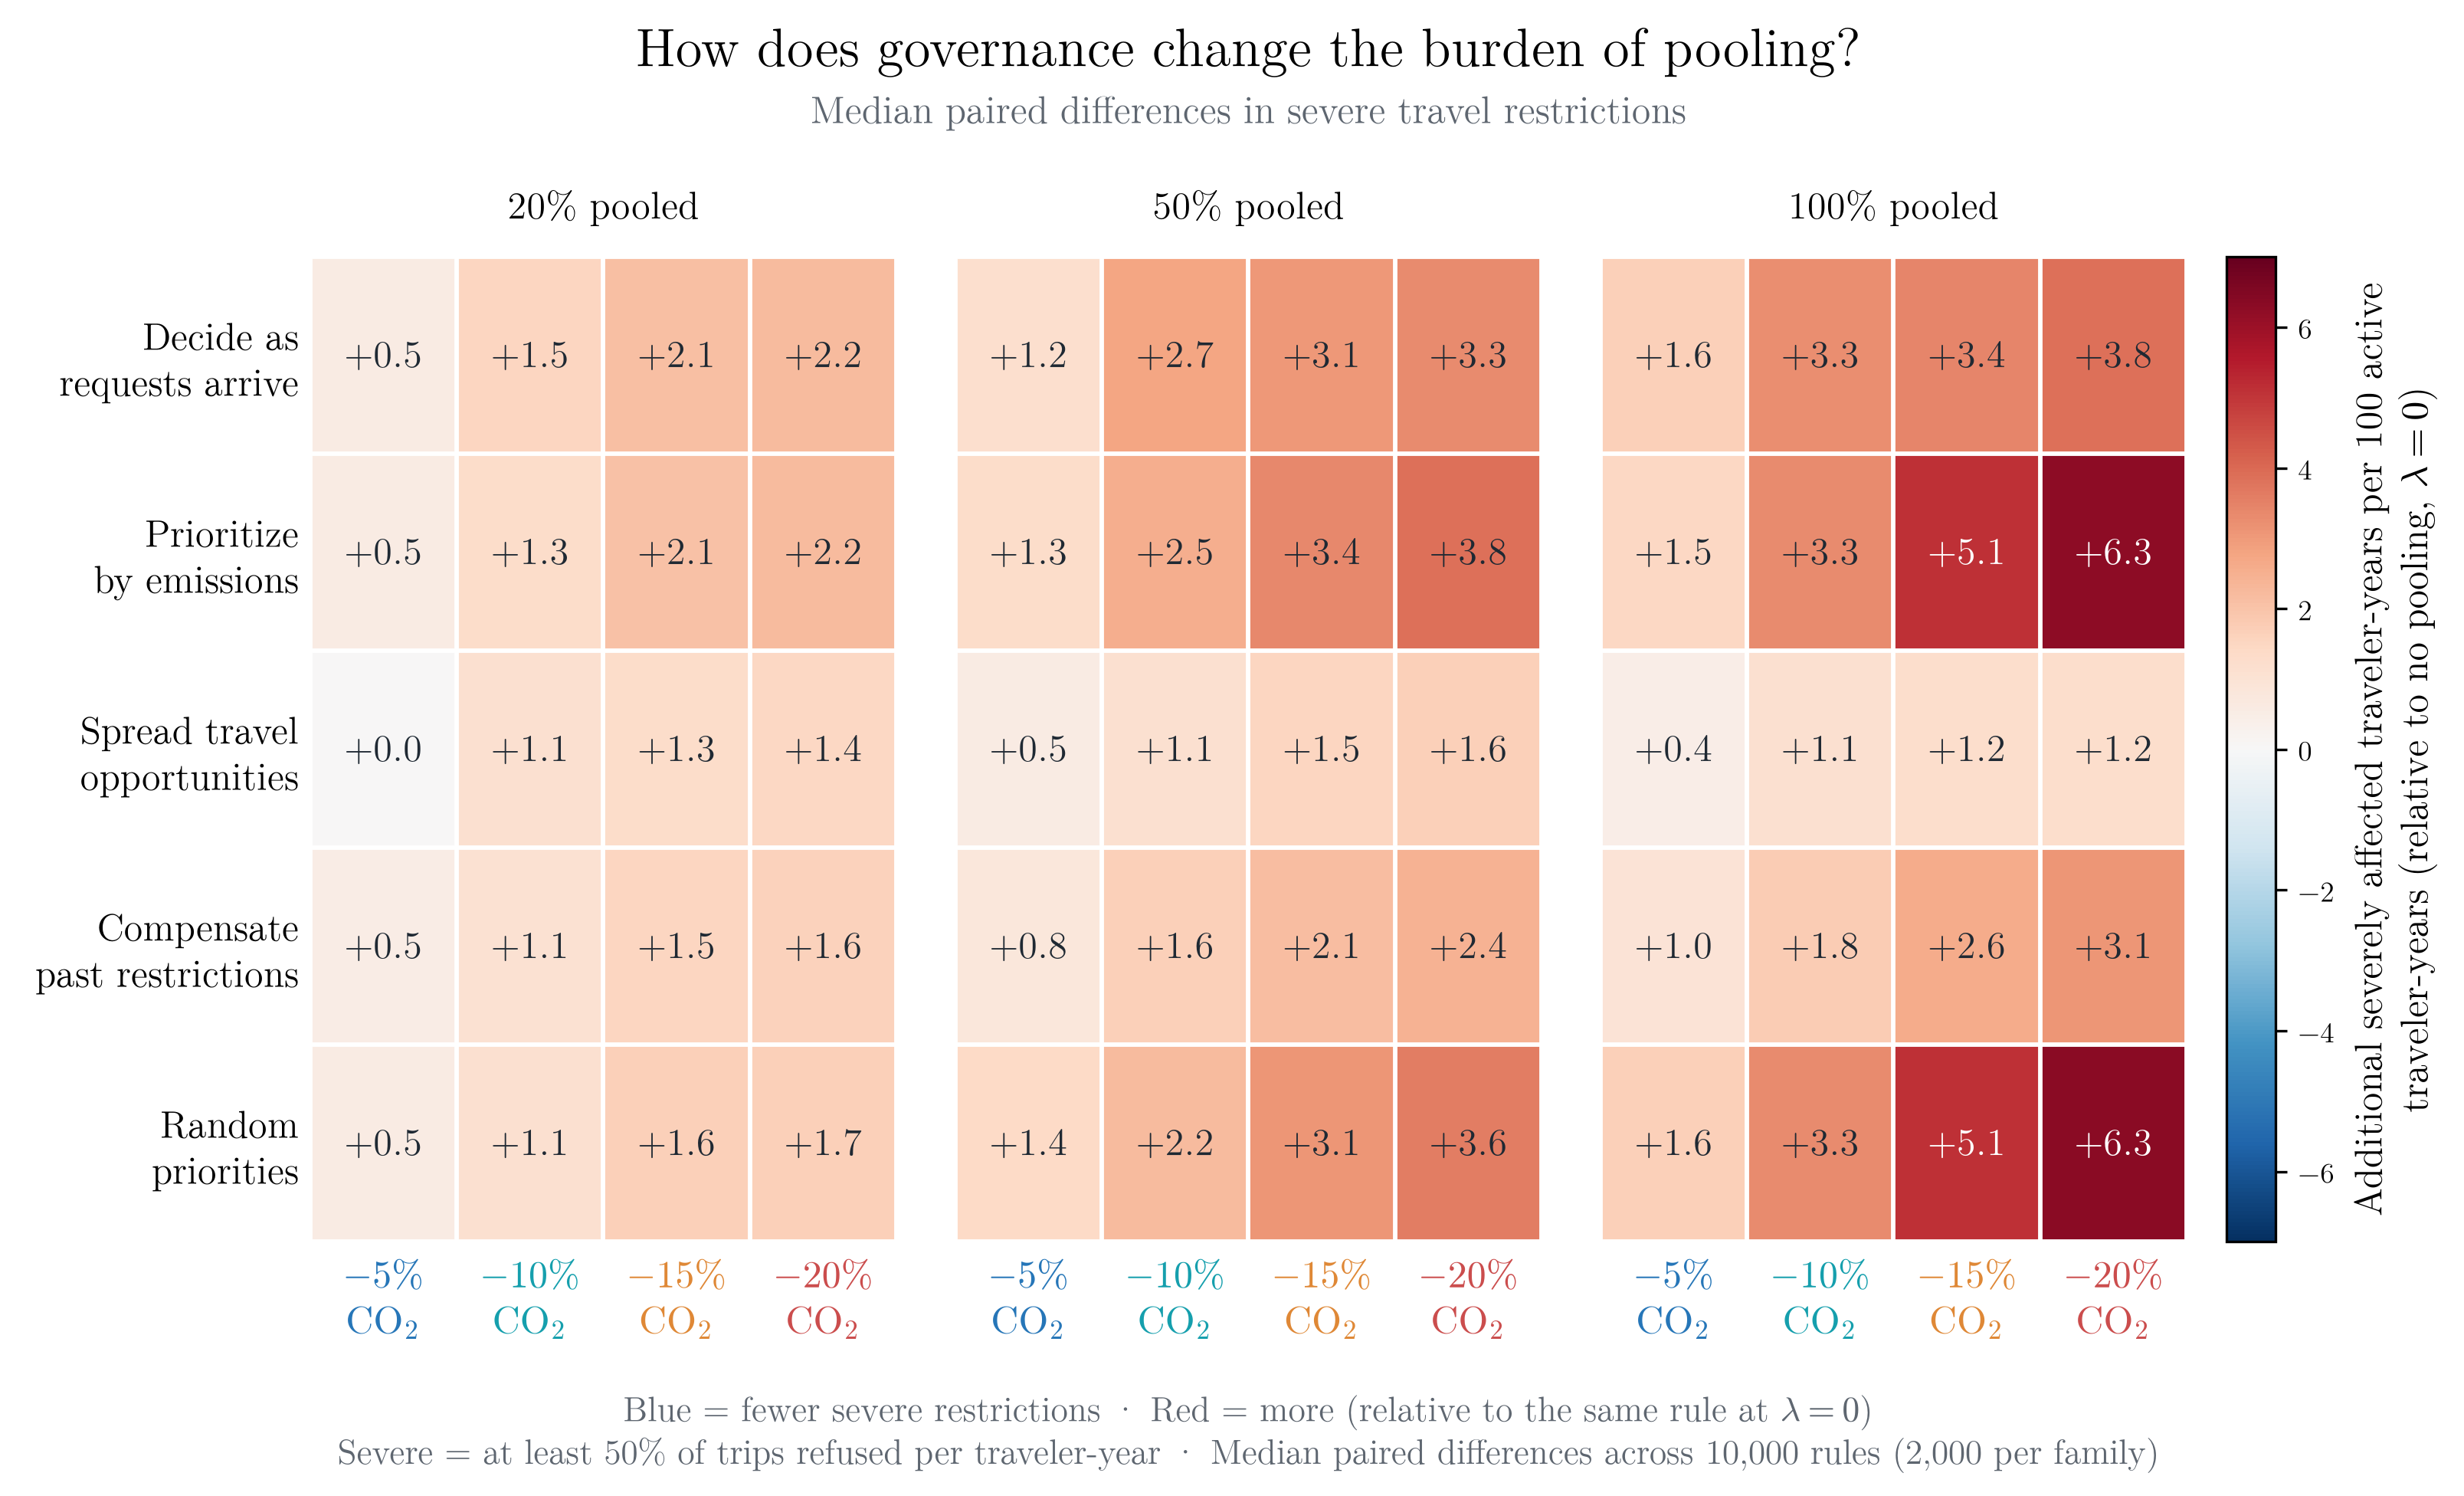 How does governance change the burden of pooling?
Median paired differences in severe travel restrictions
20% pooled
50% pooled
100% pooled
Decide as
requests arrive
+0.5 +1.5 +2.1 +2.2 +1.2 +2.7 +3.1 +3.3 +1.6 +3.3 +3.4 +3.8
Prioritize
by emissions
+0.5 +1.3 +2.1 +2.2 +1.3 +2.5 +3.4 +3.8 +1.5 +3.3 +5.1 +6.3
Spread travel
opportunities
+0.0 +1.1 +1.3 +1.4 +0.5 +1.1 +1.5 +1.6 +0.4 +1.1 +1.2 +1.2
Compensate
past restrictions
+0.5 +1.1 +1.5 +1.6 +0.8 +1.6 +2.1 +2.4 +1.0 +1.8 +2.6 +3.1
Random
priorities
+0.5 +1.1 +1.6 +1.7 +1.4 +2.2 +3.1 +3.6 +1.6 +3.3 +5.1 +6.3
−5% −10% −15% −20% −5% −10% −15% −20% −5% −10% −15% −20%
CO₂ CO₂ CO₂ CO₂ CO₂ CO₂ CO₂ CO₂ CO₂ CO₂ CO₂ CO₂
6
4
2
0
−2
−4
−6
Additional severely affected traveler-years per 100 active
traveler-years (relative to no pooling, λ = 0)
Blue = fewer severe restrictions · Red = more (relative to the same rule at λ = 0)
Severe = at least 50% of trips refused per traveler-year · Median paired differences across 10,000 rules (2,000 per family)